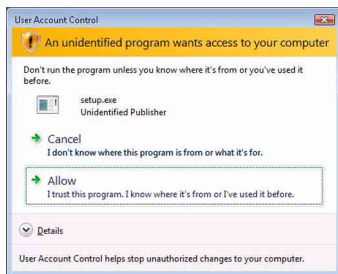 User Account Control
An unidentified program wants access to your computer
Don't run the program unless you know where it's from or you've used it
before.
setup.exe
Unidentified Publisher
Cancel
I don't know where this program is from or what it's for.
Allow
I trust this program. I know where it's from or I've used it before.
Details
User Account Control helps stop unauthorized changes to your computer.